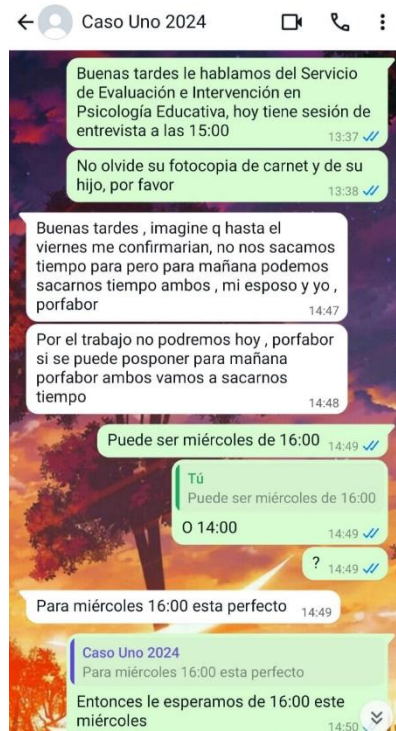 Caso Uno 2024
Buenas tardes le hablamos del Servicio
de Evaluación e Intervención en
Psicología Educativa, hoy tiene sesión de
entrevista a las 15:00
13:37
No olvide su fotocopia de carnet y de su
hijo, por favor
13:38
Buenas tardes , imagine q hasta el
viernes me confirmarian, no nos sacamos
tiempo para pero para mañana podemos
sacarnos tiempo ambos , mi esposo y yo ,
porfabor
14:47
Por el trabajo no podremos hoy , porfabor
si se puede posponer para mañana
porfabor ambos vamos a sacarnos
tiempo
14:48
Puede ser miércoles de 16:00 14:49
Tú
Puede ser miércoles de 16:00
O 14:00
14:49
? 14:49
Para miércoles 16:00 esta perfecto 14:49
Caso Uno 2024
Para miércoles 16:00 esta perfecto
Entonces le esperamos de 16:00 este
miércoles
14:50